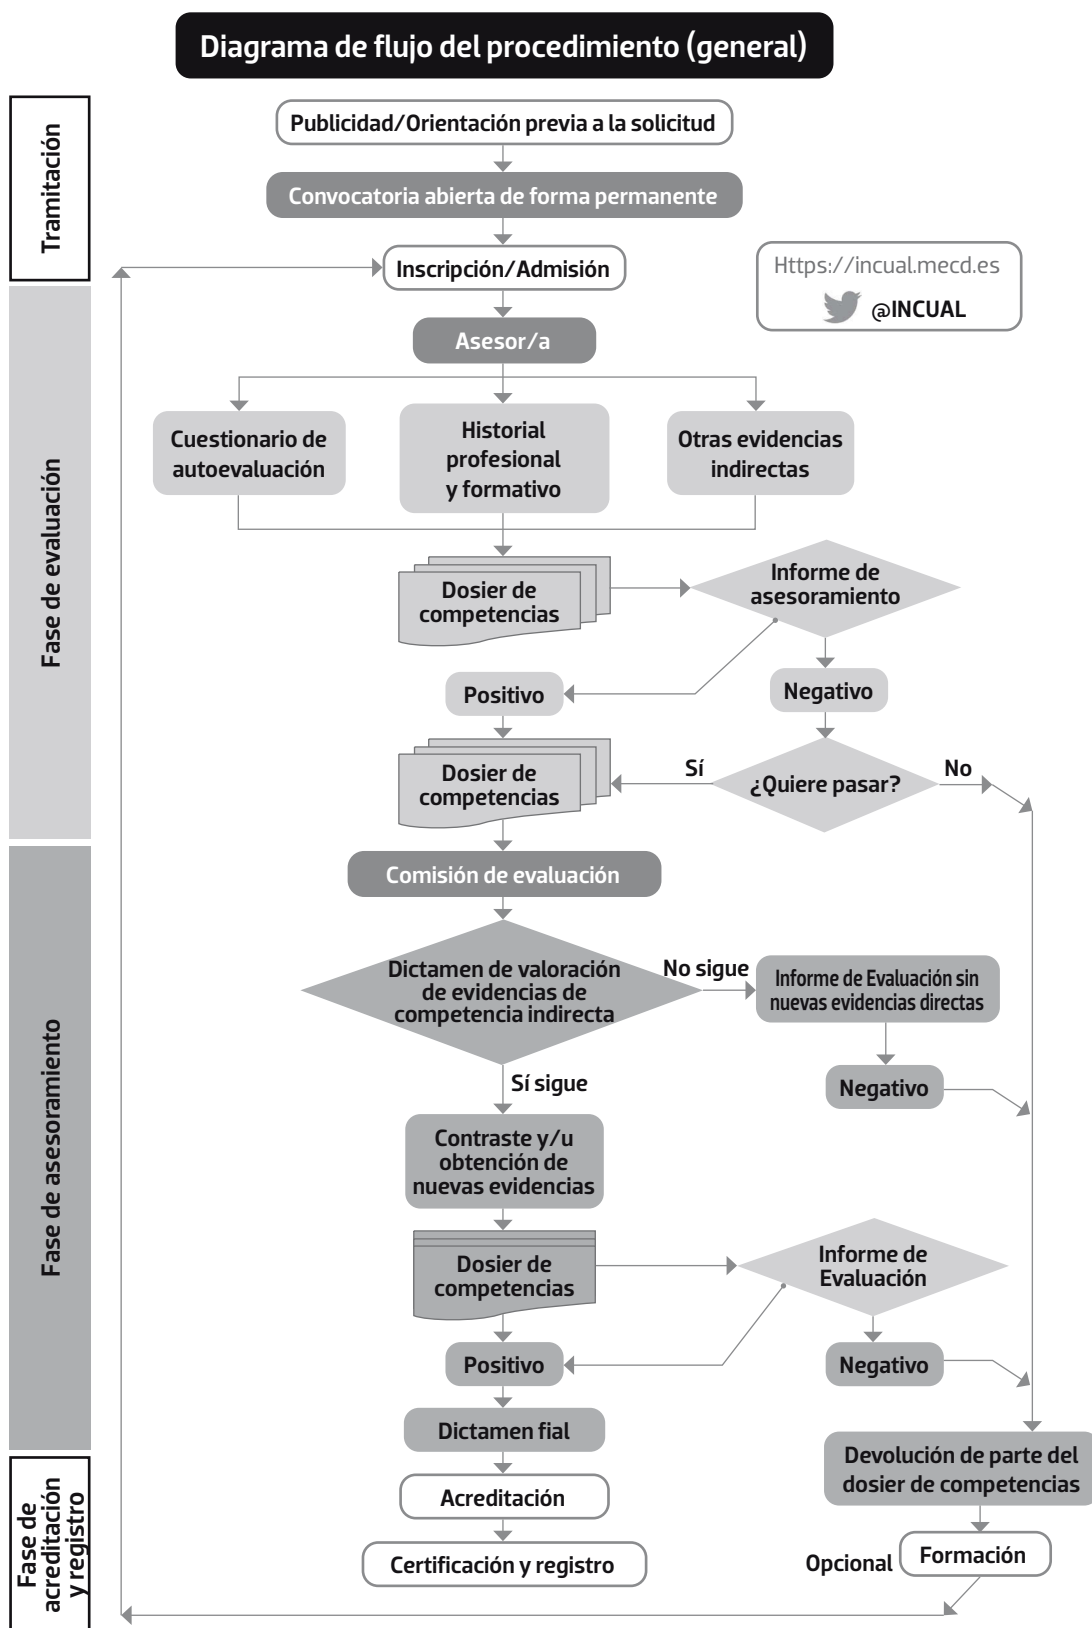 Diagrama de flujo del procedimiento (general)
Tramitación
Publicidad/Orientación previa a la solicitud
Convocatoria abierta de forma permanente
Inscripción/Admisión
Https://incual.mecd.es
@INCUAL
Fase de evaluación
Asesor/a
Cuestionario de
autoevaluación
Historial
profesional
y formativo
Otras evidencias
indirectas
Dosier de
competencias
Informe de
asesoramiento
Positivo
Negativo
Dosier de
competencias
Sí
¿Quiere pasar?
No
Fase de asesoramiento
Comisión de evaluación
Dictamen de valoración
de evidencias de
competencia indirecta
No sigue
Informe de Evaluación sin
nuevas evidencias directas
Negativo
Sí sigue
Contraste y/u
obtención de
nuevas evidencias
Dosier de
competencias
Informe de
Evaluación
Positivo
Negativo
Dictamen fial
Devolución de parte del
dosier de competencias
Fase de
acreditación
y registro
Acreditación
Certificación y registro
Opcional
Formación